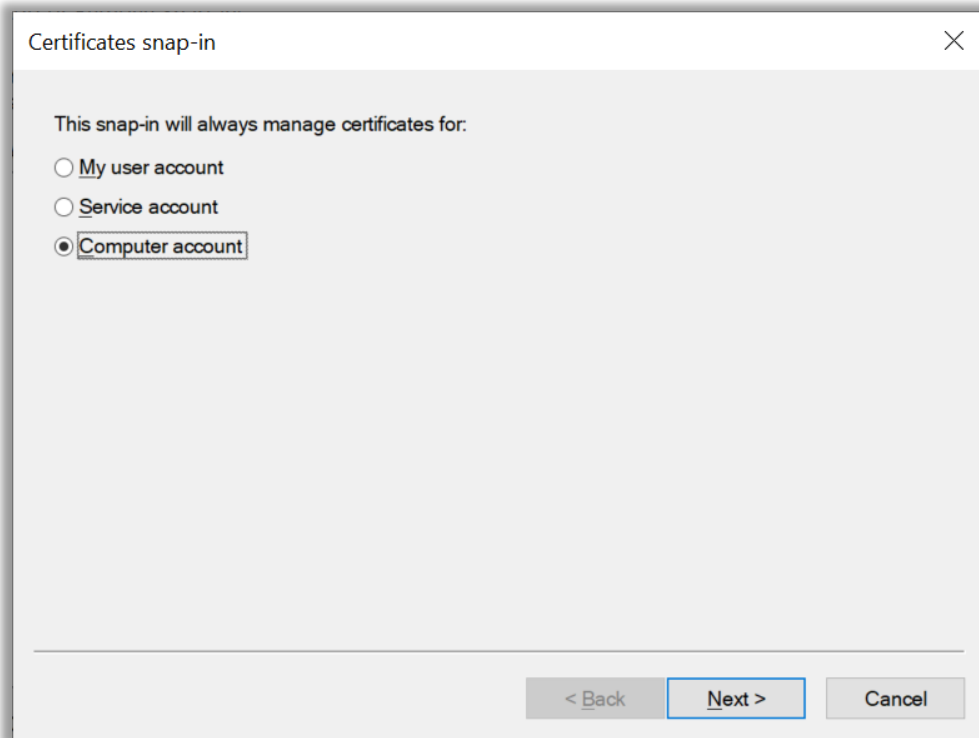 Certificates snap-in
This snap-in will always manage certificates for:
My user account
Service account
Computer account
< Back
Next >
Cancel